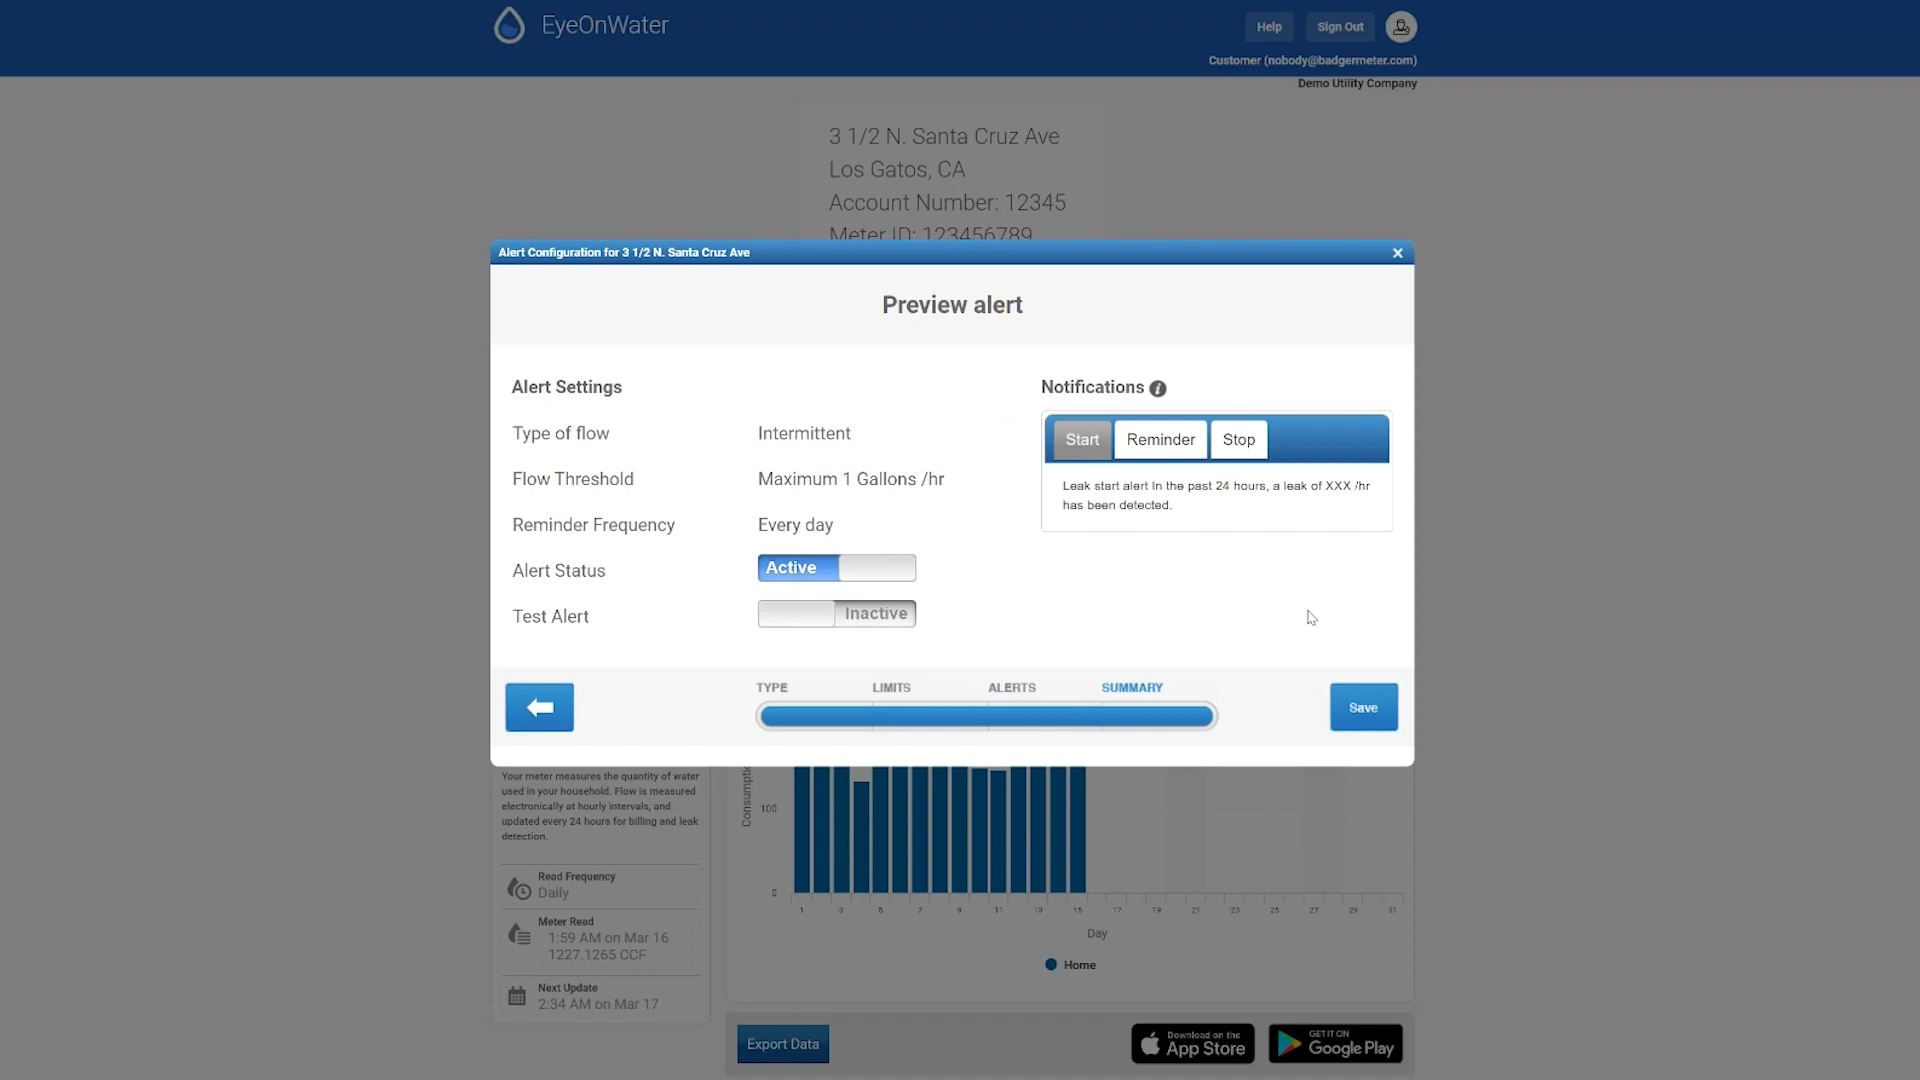 EyeOnWater
Help
Sign Out
Customer (nobody@badgermeter.com)
Demo Utility Company
3 1/2 N. Santa Cruz Ave
Los Gatos, CA
Account Number: 12345
Meter ID: 123456789
Alert Configuration for 3 1/2 N. Santa Cruz Ave
Preview alert
Alert Settings
Type of flow
Intermittent
Flow Threshold
Maximum 1 Gallons /hr
Reminder Frequency
Every day
Alert Status
Active
Test Alert
Inactive
Notifications
Start
Reminder
Stop
Leak start alert In the past 24 hours, a leak of XXX /hr
has been detected.
TYPE
LIMITS
ALERTS
SUMMARY
Save
Your meter measures the quantity of water
used in your household. Flow is measured
electronically at hourly intervals, and
updated every 24 hours for billing and leak
detection.
Read Frequency
Daily
Meter Read
1:59 AM on Mar 16
1227.1265 CCF
Next Update
2:34 AM on Mar 17
100
0
1 3 5 7 9 11 13 15 17 19 21 23 25 27 29 31
Day
Home
Export Data
Download on the
App Store
GET IT ON
Google Play